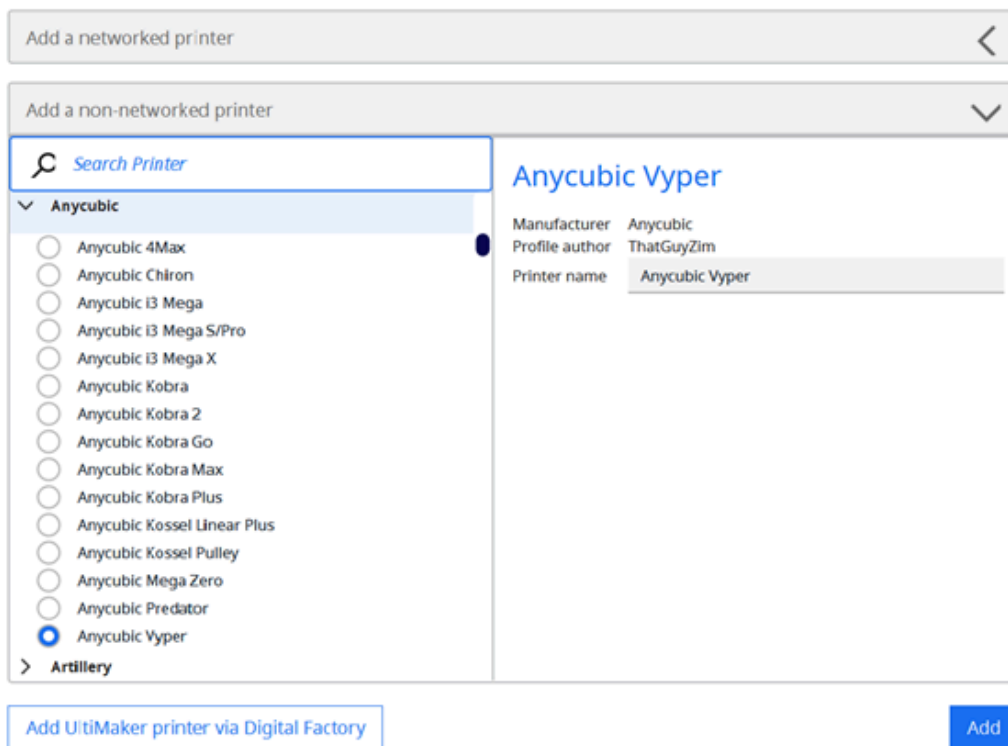 Add a networked printer
Add a non-networked printer
Search Printer
Anycubic
Anycubic 4Max
Anycubic Chiron
Anycubic i3 Mega
Anycubic i3 Mega S/Pro
Anycubic i3 Mega X
Anycubic Kobra
Anycubic Kobra 2
Anycubic Kobra Go
Anycubic Kobra Max
Anycubic Kobra Plus
Anycubic Kossel Linear Plus
Anycubic Kossel Pulley
Anycubic Mega Zero
Anycubic Predator
Anycubic Vyper
Artillery
Anycubic Vyper
Manufacturer Anycubic
Profile author ThatGuyZim
Printer name Anycubic Vyper
Add UltiMaker printer via Digital Factory
Add